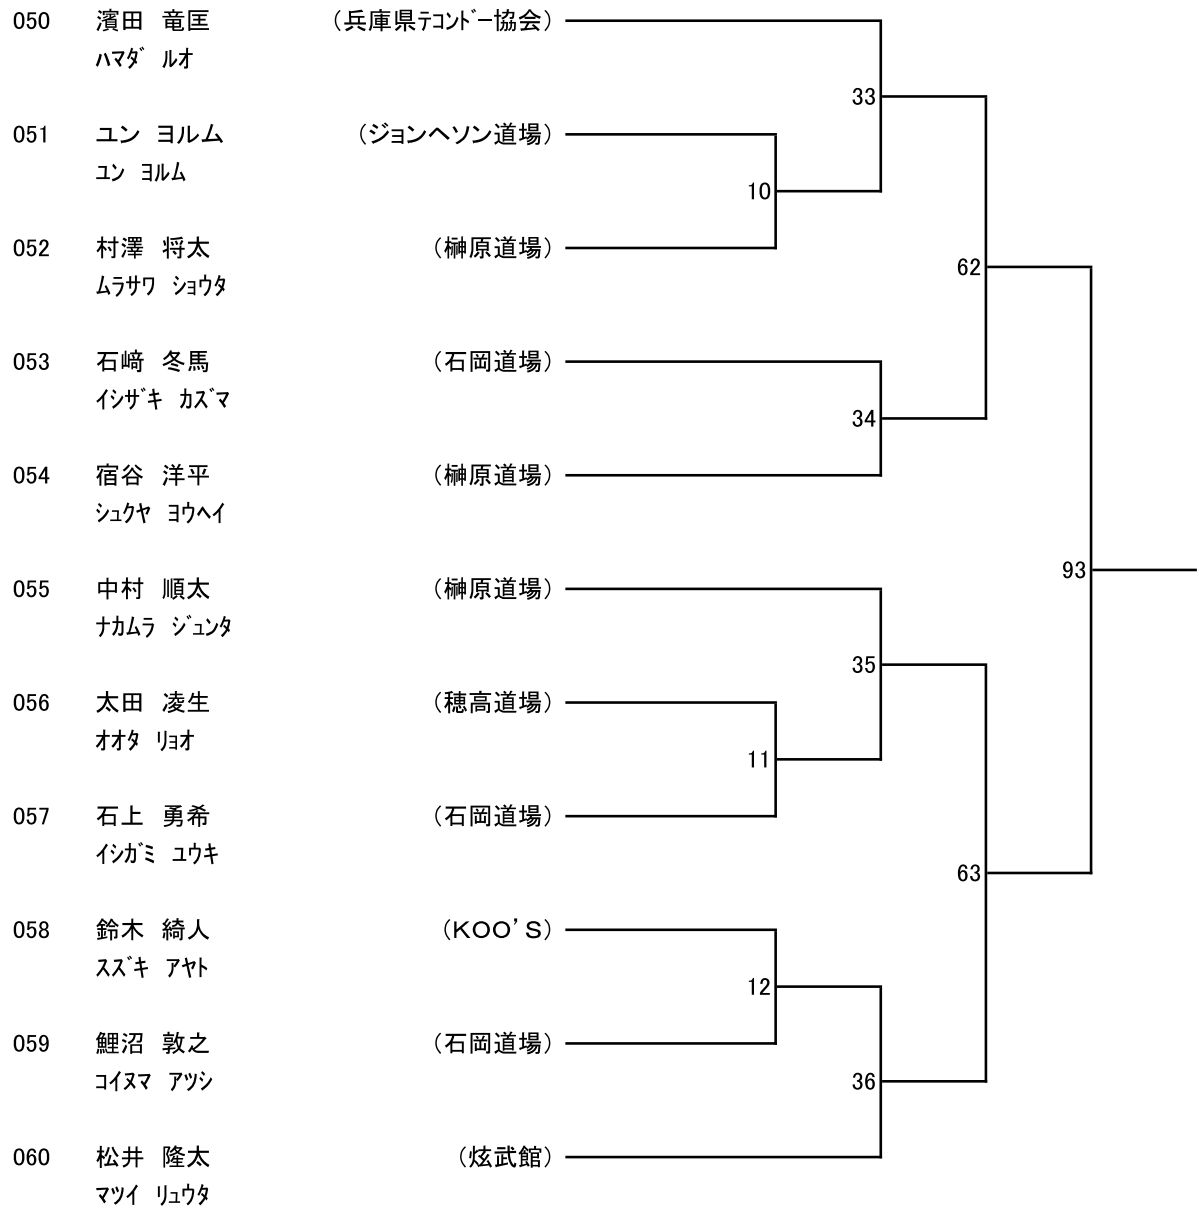 050 濱田 竜匡 (兵庫県ﾃｺﾝﾄﾞｰ協会)
ﾊﾏﾀﾞ ﾙｵ
33
051 ユン ヨルム (ジョンヘソン道場)
ﾕﾝ ﾖﾙﾑ
10
052 村澤 将太 (榊原道場)
ﾑﾗｻﾜ ｼｮｳﾀ
62
053 石﨑 冬馬 (石岡道場)
ｲｼｻﾞｷ ｶｽﾞﾏ
34
054 宿谷 洋平 (榊原道場)
ｼｭｸﾔ ﾖｳﾍｲ
93
055 中村 順太 (榊原道場)
ﾅｶﾑﾗ ｼﾞｭﾝﾀ
35
056 太田 凌生 (穂高道場)
ｵｵﾀ ﾘｮｵ
11
057 石上 勇希 (石岡道場)
ｲｼｶﾞﾐ ﾕｳｷ
63
058 鈴木 綺人 (KOO'S)
ｽｽﾞｷ ｱﾔﾄ
12
059 鯉沼 敦之 (石岡道場)
ｺｲﾇﾏ ｱﾂｼ
36
060 松井 隆太 (炫武館)
ﾏﾂｲ ﾘｭｳﾀ